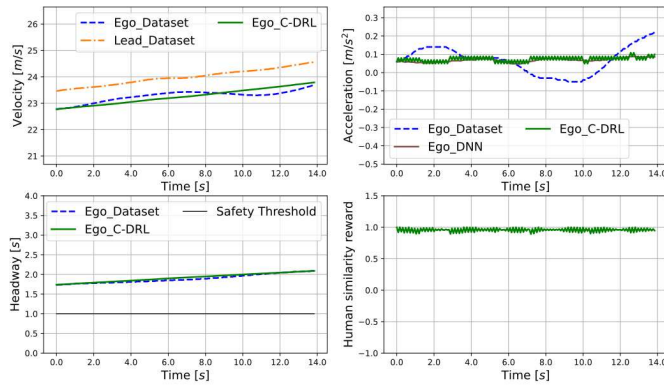 Velocity [m/s]
26
25
24
23
22
21
Ego_Dataset
Lead_Dataset
Ego_C-DRL
0.0 2.0 4.0 6.0 8.0 10.0 12.0 14.0
Time [s]
Acceleration [m/s²]
0.3
0.2
0.1
0.0
-0.1
-0.2
-0.3
-0.4
-0.5
Ego_Dataset
Ego_DNN
Ego_C-DRL
0.0 2.0 4.0 6.0 8.0 10.0 12.0 14.0
Time [s]
Headway [s]
4.0
3.5
3.0
2.5
2.0
1.5
1.0
0.5
0.0
Ego_Dataset
Ego_C-DRL
Safety Threshold
0.0 2.0 4.0 6.0 8.0 10.0 12.0 14.0
Time [s]
Human similarity reward
1.5
1.0
0.5
0.0
-0.5
-1.0
0.0 2.0 4.0 6.0 8.0 10.0 12.0 14.0
Time [s]